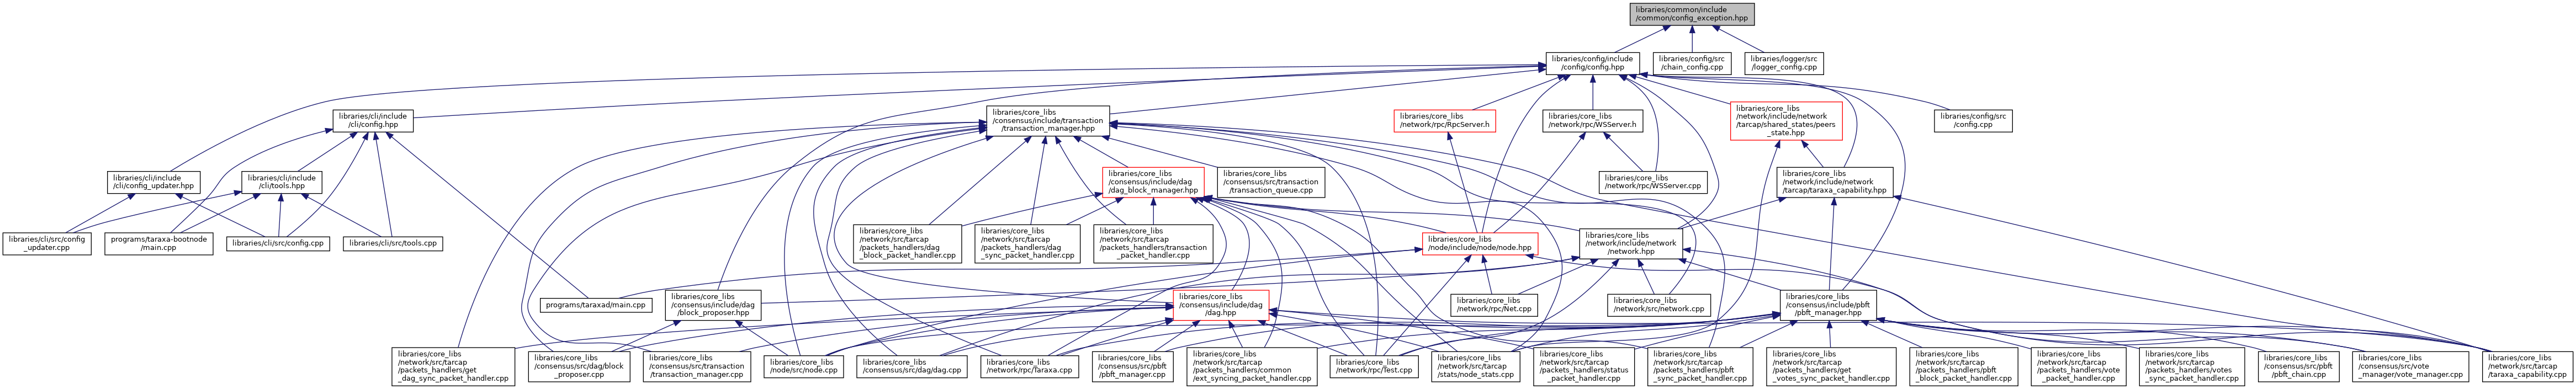 libraries/common/include
/common/config_exception.hpp
libraries/config/include
/config/config.hpp
libraries/config/src
/chain_config.cpp
libraries/logger/src
/logger_config.cpp
libraries/cli/include
/cli/config.hpp
libraries/core_libs
/consensus/include/transaction
/transaction_manager.hpp
libraries/core_libs
/network/rpc/RpcServer.h
libraries/core_libs
/network/rpc/WSServer.h
libraries/core_libs
/network/include/network
/tarcap/shared_states/peers
_state.hpp
libraries/config/src
/config.cpp
libraries/cli/include
/cli/config_updater.hpp
libraries/cli/include
/cli/tools.hpp
libraries/core_libs
/consensus/include/dag
/dag_block_manager.hpp
libraries/core_libs
/consensus/src/transaction
/transaction_queue.cpp
libraries/core_libs
/network/rpc/WSServer.cpp
libraries/core_libs
/network/include/network
/tarcap/taraxa_capability.hpp
libraries/cli/src/config
_updater.cpp
programs/taraxa-bootnode
/main.cpp
libraries/cli/src/config.cpp
libraries/cli/src/tools.cpp
libraries/core_libs
/network/src/tarcap
/packets_handlers/dag
_block_packet_handler.cpp
libraries/core_libs
/network/src/tarcap
/packets_handlers/dag
_sync_packet_handler.cpp
libraries/core_libs
/network/src/tarcap
/packets_handlers/transaction
_packet_handler.cpp
libraries/core_libs
/node/include/node/node.hpp
libraries/core_libs
/network/include/network
/network.hpp
programs/taraxad/main.cpp
libraries/core_libs
/consensus/include/dag
/block_proposer.hpp
libraries/core_libs
/consensus/include/dag
/dag.hpp
libraries/core_libs
/network/rpc/Net.cpp
libraries/core_libs
/network/src/network.cpp
libraries/core_libs
/consensus/include/pbft
/pbft_manager.hpp
libraries/core_libs
/network/src/tarcap
/packets_handlers/get
_dag_sync_packet_handler.cpp
libraries/core_libs
/consensus/src/dag/block
_proposer.cpp
libraries/core_libs
/consensus/src/transaction
/transaction_manager.cpp
libraries/core_libs
/node/src/node.cpp
libraries/core_libs
/consensus/src/dag/dag.cpp
libraries/core_libs
/network/rpc/Taraxa.cpp
libraries/core_libs
/consensus/src/pbft
/pbft_manager.cpp
libraries/core_libs
/network/src/tarcap
/packets_handlers/common
/ext_syncing_packet_handler.cpp
libraries/core_libs
/network/rpc/Test.cpp
libraries/core_libs
/network/src/tarcap
/stats/node_stats.cpp
libraries/core_libs
/network/src/tarcap
/packets_handlers/status
_packet_handler.cpp
libraries/core_libs
/network/src/tarcap
/packets_handlers/pbft
_sync_packet_handler.cpp
libraries/core_libs
/network/src/tarcap
/packets_handlers/get
_votes_sync_packet_handler.cpp
libraries/core_libs
/network/src/tarcap
/packets_handlers/pbft
_block_packet_handler.cpp
libraries/core_libs
/network/src/tarcap
/packets_handlers/vote
_packet_handler.cpp
libraries/core_libs
/network/src/tarcap
/packets_handlers/votes
_sync_packet_handler.cpp
libraries/core_libs
/consensus/src/pbft
/pbft_chain.cpp
libraries/core_libs
/consensus/src/vote
_manager/vote_manager.cpp
libraries/core_libs
/network/src/tarcap
/taraxa_capability.cpp